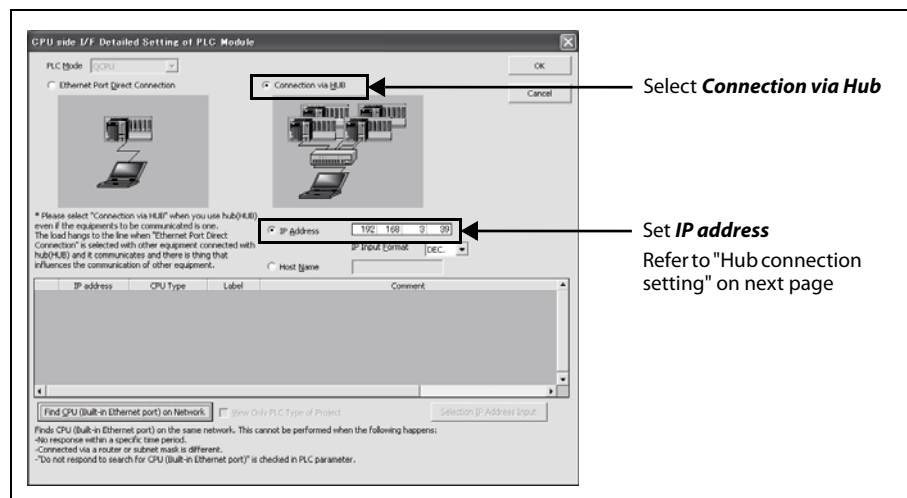 CPU side I/F Detailed Setting of PLC Module
PLC Mode QCPU
OK
Ethernet Port Direct Connection
Connection via HUB
Cancel
Select Connection via Hub
* Please select "Connection via HUB" when you use hub(HUB)
even if the equipments to be communicated is one.
The load hangs to the line when "Ethernet Port Direct
Connection" is selected with other equipment connected with
hub(HUB) and it communicates and there is thing that
influences the communication of other equipment.
IP Address 192 168 3 39
IP Input Format DEC.
Host Name
Set IP address
Refer to "Hub connection
setting" on next page
IP address CPU Type Label Comment
Find CPU (Built-in Ethernet port) on Network
View Only PLC Type of Project
Selection IP Address Input
Finds CPU (Built-in Ethernet port) on the same network. This cannot be performed when the following happens:
-No response within a specific time period.
-Connected via a router or subnet mask is different.
-"Do not respond to search for CPU (Built-in Ethernet port)" is checked in PLC parameter.